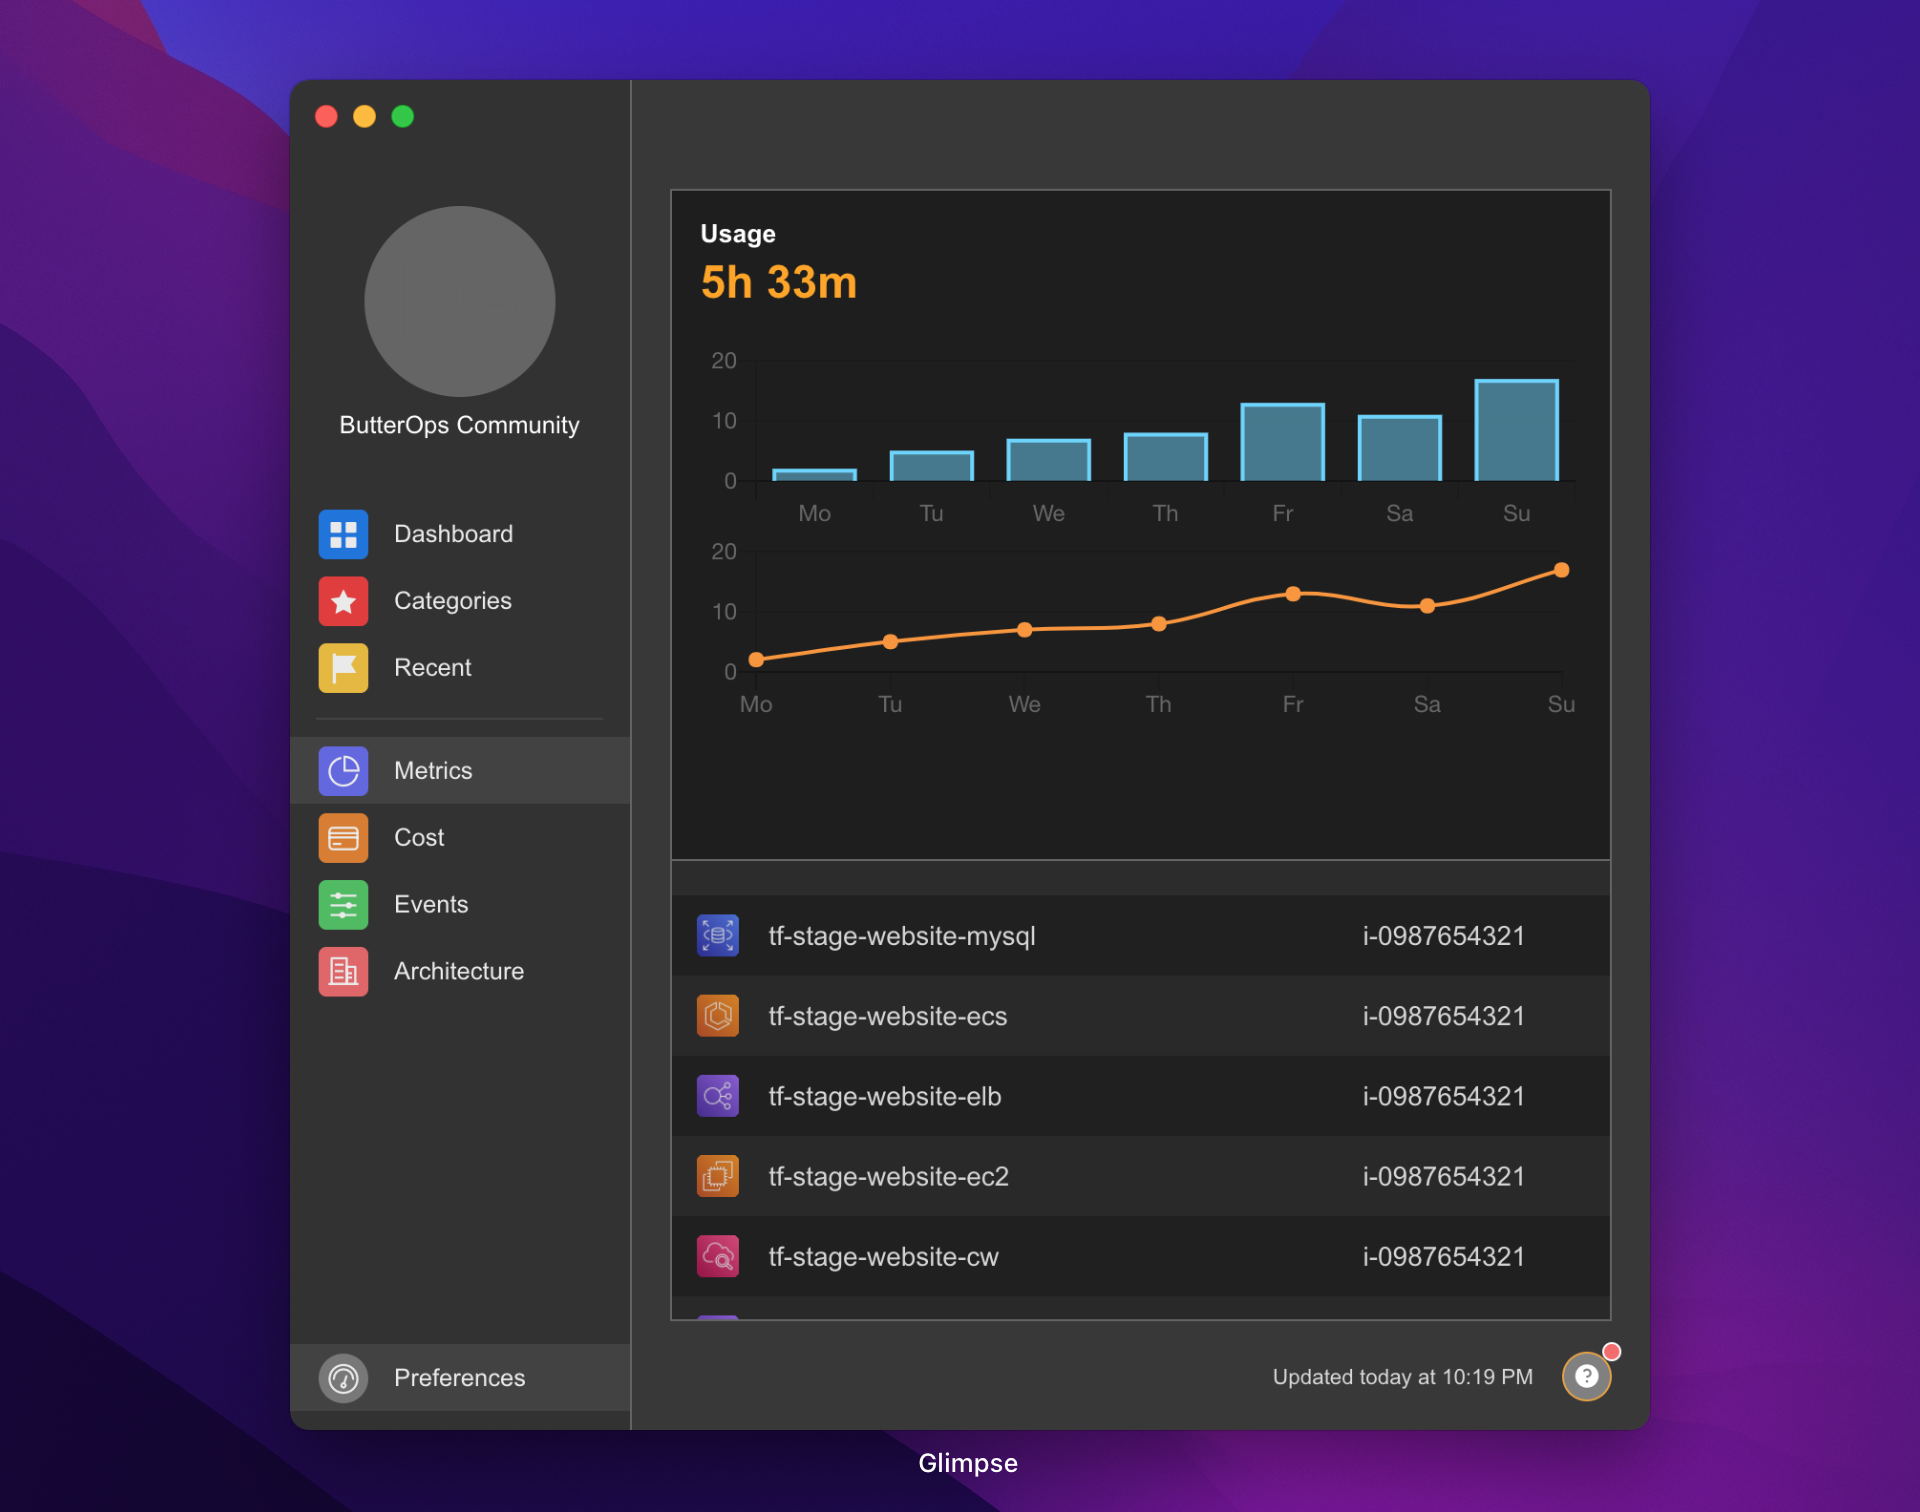 ButterOps Community
Dashboard
Categories
Recent
Metrics
Cost
Events
Architecture
Preferences
Usage
5h 33m
20
10
0
Mo Tu We Th Fr Sa Su
20
10
0
Mo Tu We Th Fr Sa Su
tf-stage-website-mysql i-0987654321
tf-stage-website-ecs i-0987654321
tf-stage-website-elb i-0987654321
tf-stage-website-ec2 i-0987654321
tf-stage-website-cw i-0987654321
Updated today at 10:19 PM ?
Glimpse